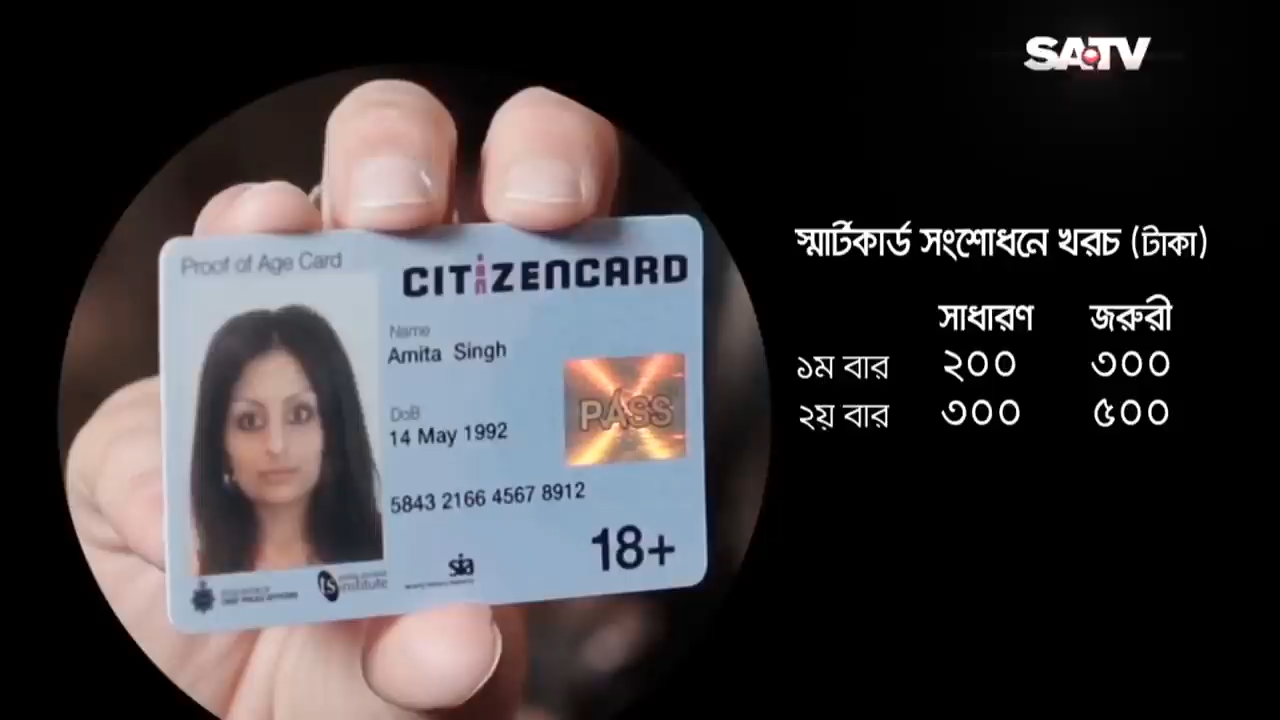 SATV
Proof of Age Card
CITIZENCARD
Name
Amita Singh
DoB
14 May 1992
PASS
5843 2166 4567 8912
18+
sia
institute
স্মার্টকার্ড সংশোধনে খরচ (টাকা)
সাধারণ জরুরী
১ম বার ২০০ ৩০০
২য় বার ৩০০ ৫০০